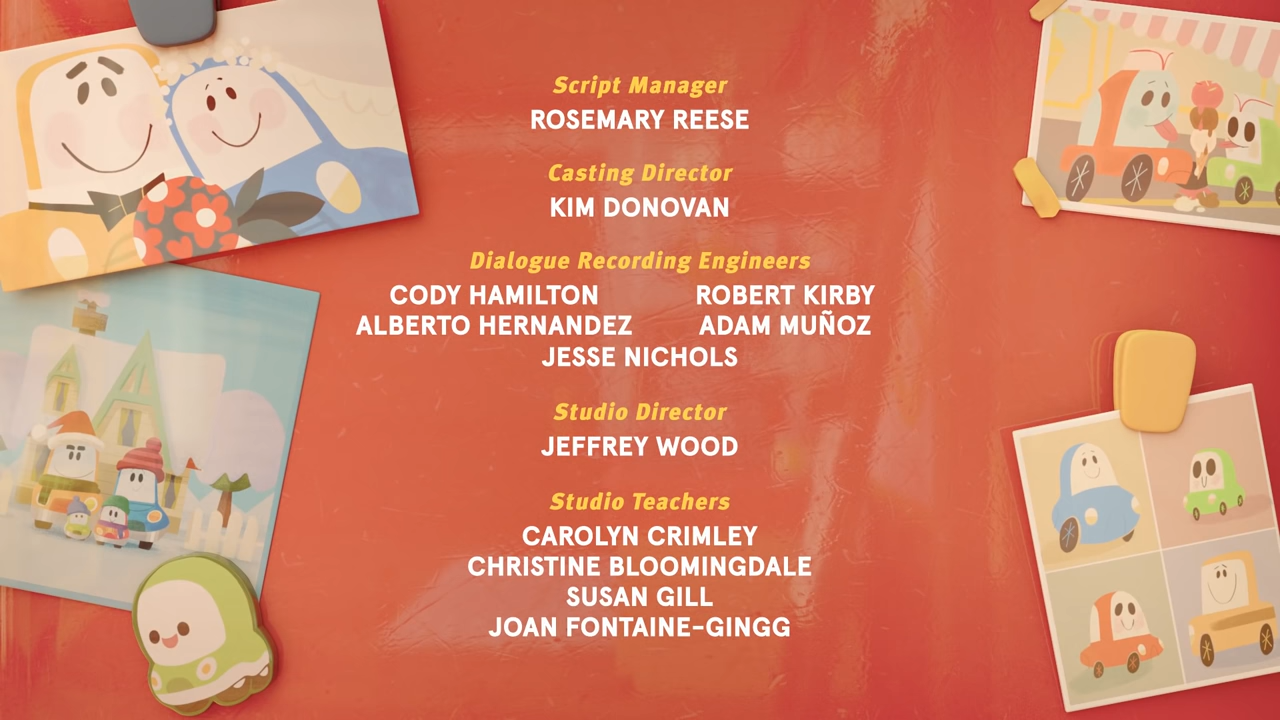 Script Manager
ROSEMARY REESE
Casting Director
KIM DONOVAN
Dialogue Recording Engineers
CODY HAMILTON ROBERT KIRBY
ALBERTO HERNANDEZ ADAM MUÑOZ
JESSE NICHOLS
Studio Director
JEFFREY WOOD
Studio Teachers
CAROLYN CRIMLEY
CHRISTINE BLOOMINGDALE
SUSAN GILL
JOAN FONTAINE-GINGG